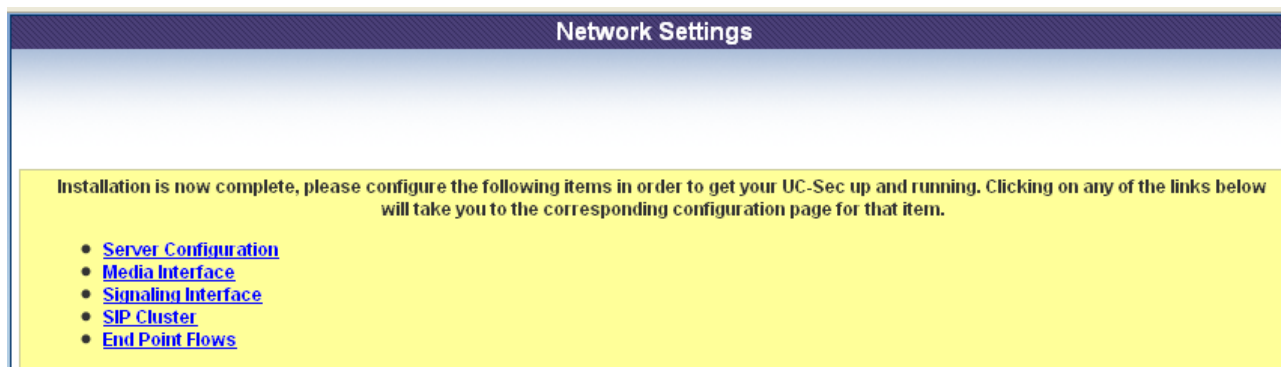 Network Settings
Installation is now complete, please configure the following items in order to get your UC-Sec up and running. Clicking on any of the links below
will take you to the corresponding configuration page for that item.
Server Configuration
Media Interface
Signaling Interface
SIP Cluster
End Point Flows